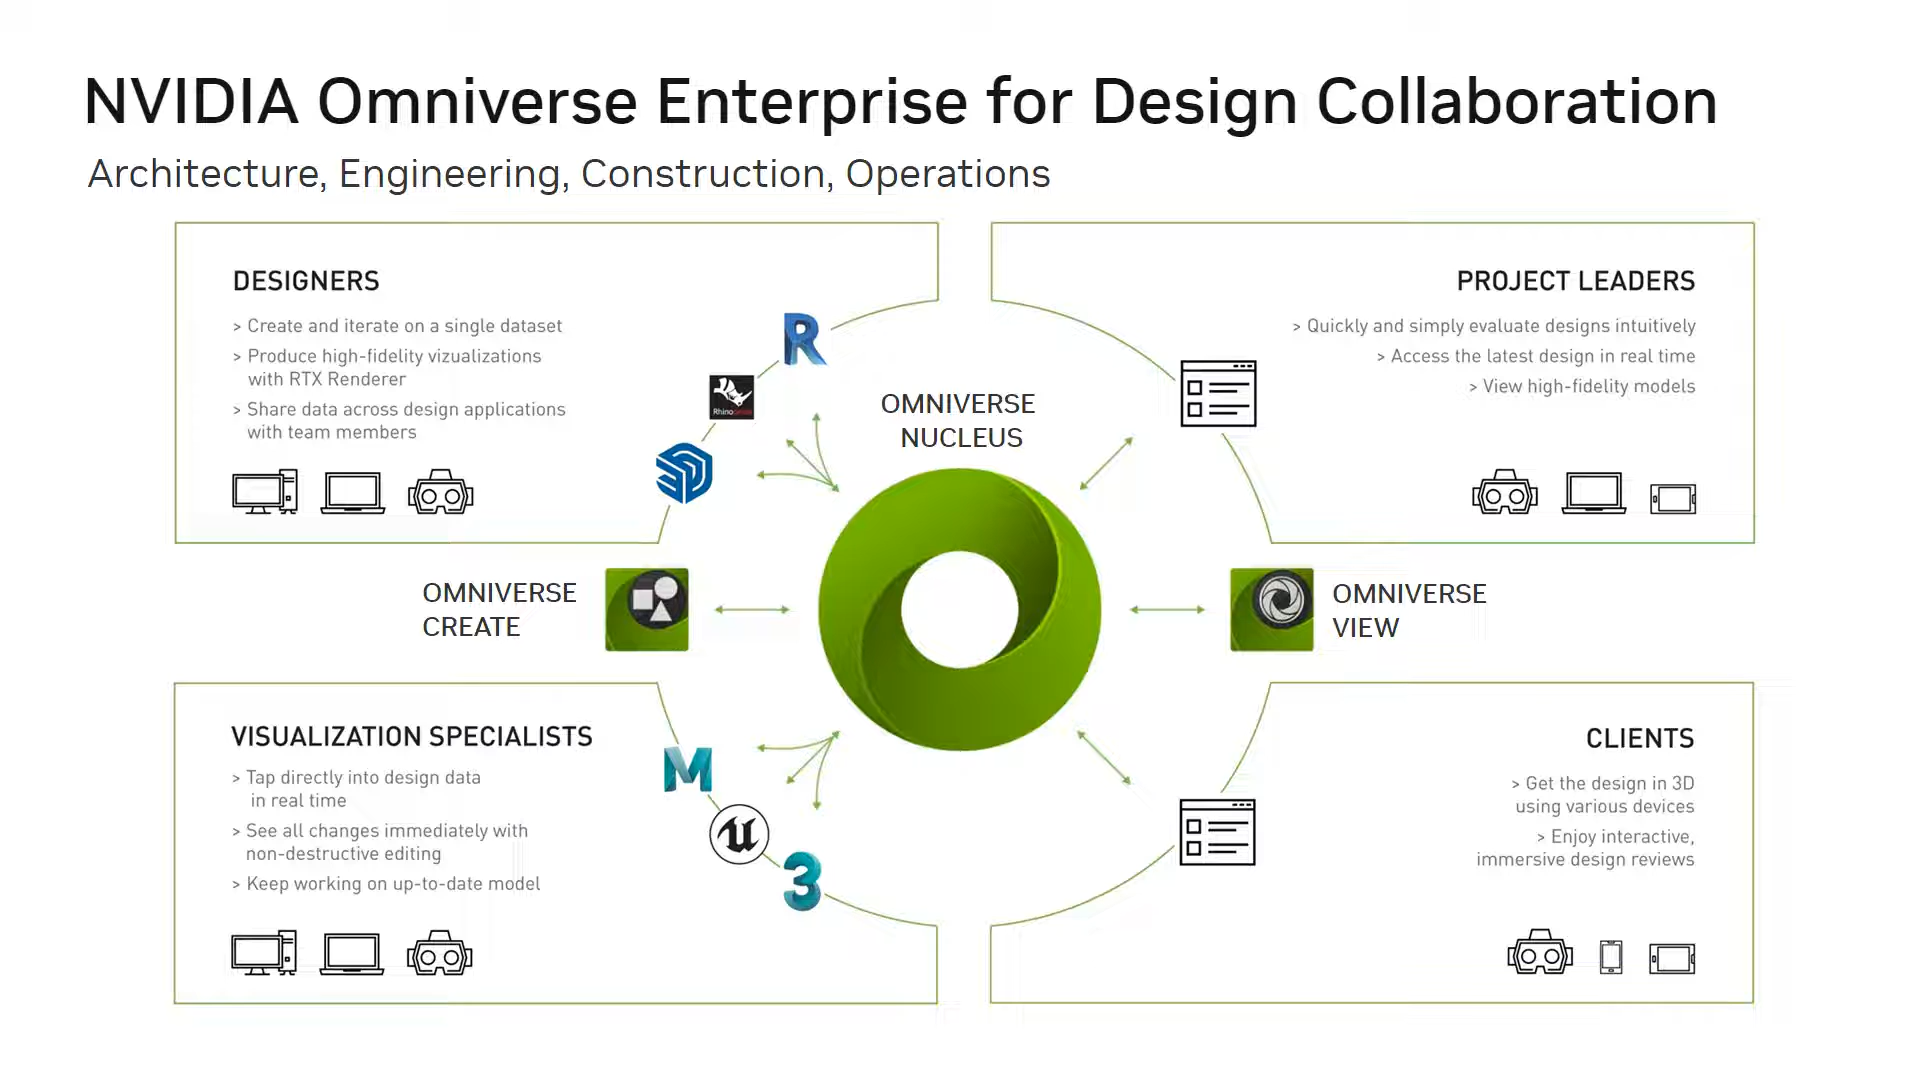 NVIDIA Omniverse Enterprise for Design Collaboration
Architecture, Engineering, Construction, Operations
DESIGNERS
> Create and iterate on a single dataset
> Produce high-fidelity vizualizations
with RTX Renderer
> Share data across design applications
with team members
PROJECT LEADERS
> Quickly and simply evaluate designs intuitively
> Access the latest design in real time
> View high-fidelity models
R
Rhinoceros
OMNIVERSE
NUCLEUS
OMNIVERSE
CREATE
OMNIVERSE
VIEW
VISUALIZATION SPECIALISTS
> Tap directly into design data
in real time
> See all changes immediately with
non-destructive editing
> Keep working on up-to-date model
M
U
3
CLIENTS
> Get the design in 3D
using various devices
> Enjoy interactive,
immersive design reviews